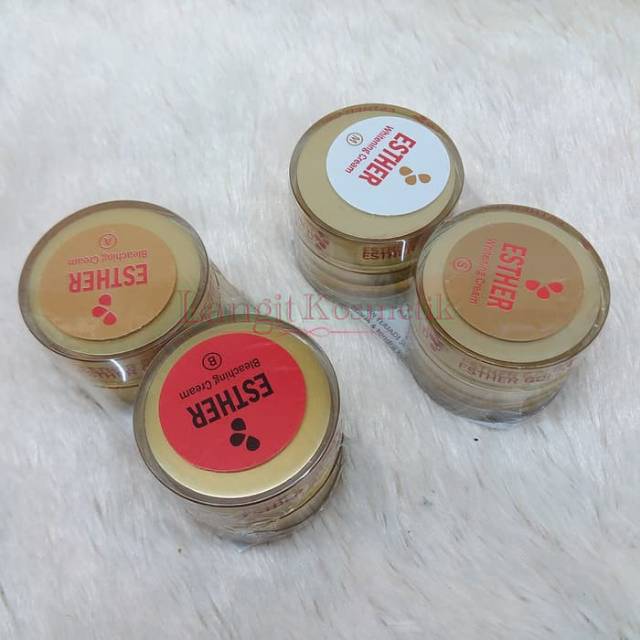 ESTHER
Whitening Cream
M
ESTHER
Bleaching Cream
A
ESTHER
Whitening Cream
S
ESTHER
Bleaching Cream
B
Langit Kosmetik